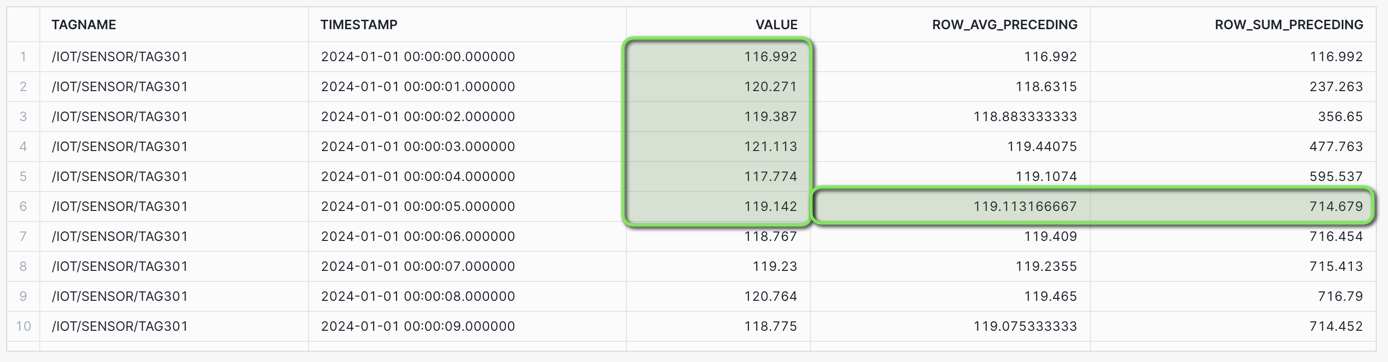 TAGNAME TIMESTAMP VALUE ROW_AVG_PRECEDING ROW_SUM_PRECEDING
1 /IOT/SENSOR/TAG301 2024-01-01 00:00:00.000000 116.992 116.992 116.992
2 /IOT/SENSOR/TAG301 2024-01-01 00:00:01.000000 120.271 118.6315 237.263
3 /IOT/SENSOR/TAG301 2024-01-01 00:00:02.000000 119.387 118.883333333 356.65
4 /IOT/SENSOR/TAG301 2024-01-01 00:00:03.000000 121.113 119.44075 477.763
5 /IOT/SENSOR/TAG301 2024-01-01 00:00:04.000000 117.774 119.1074 595.537
6 /IOT/SENSOR/TAG301 2024-01-01 00:00:05.000000 119.142 119.113166667 714.679
7 /IOT/SENSOR/TAG301 2024-01-01 00:00:06.000000 118.767 119.409 716.454
8 /IOT/SENSOR/TAG301 2024-01-01 00:00:07.000000 119.23 119.2355 715.413
9 /IOT/SENSOR/TAG301 2024-01-01 00:00:08.000000 120.764 119.465 716.79
10 /IOT/SENSOR/TAG301 2024-01-01 00:00:09.000000 118.775 119.075333333 714.452